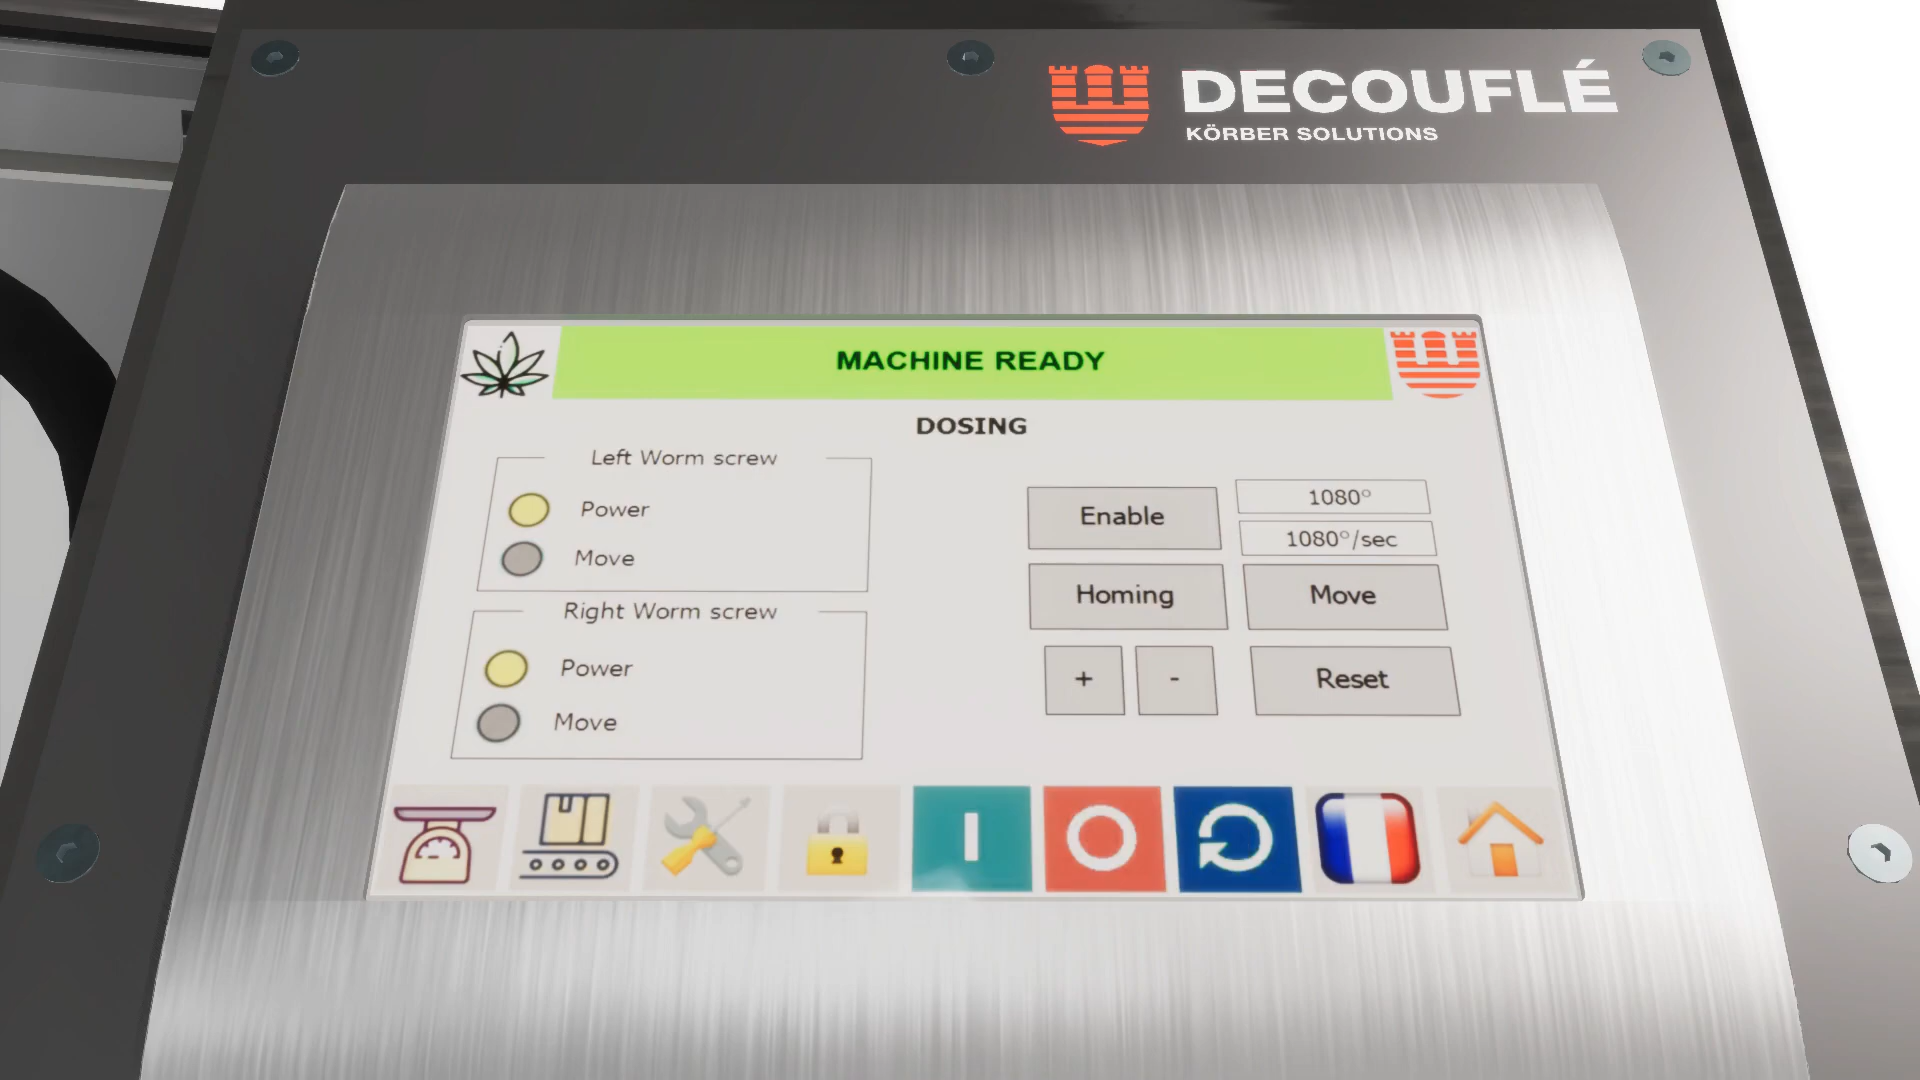 DECOUFLÉ
KÖRBER SOLUTIONS
MACHINE READY
DOSING
Left Worm screw
Power
Move
Right Worm screw
Power
Move
Enable
1080°
1080°/sec
Homing
Move
+
-
Reset